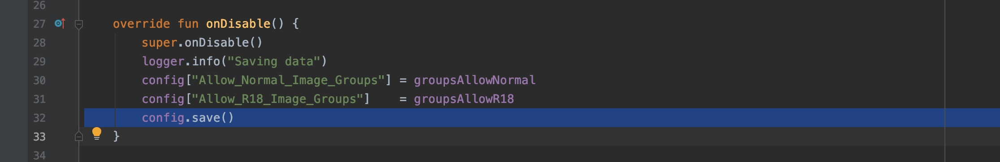 26
27 override fun onDisable() {
28 super.onDisable()
29 logger.info("Saving data")
30 config["Allow_Normal_Image_Groups"] = groupsAllowNormal
31 config["Allow_R18_Image_Groups"]    = groupsAllowR18
32 config.save()
33 }
34